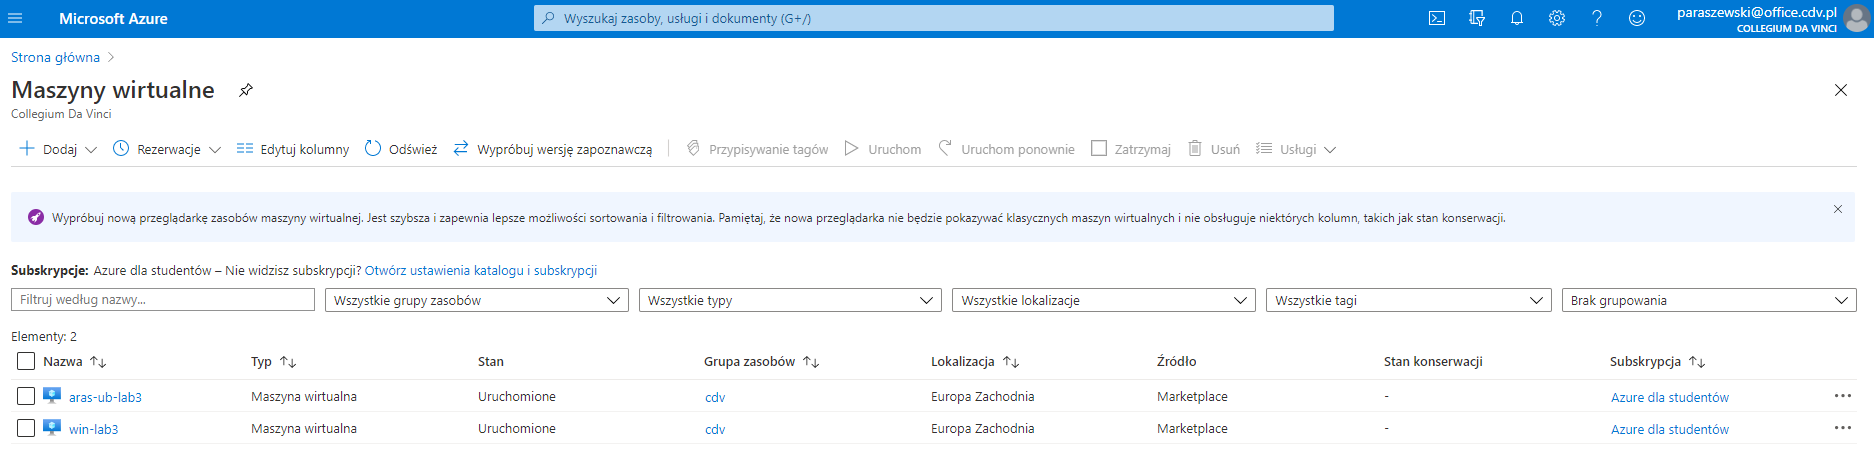 Microsoft Azure
Wyszukaj zasoby, usługi i dokumenty (G+/)
paraszewski@office.cdv.pl
COLLEGIUM DA VINCI
Strona główna
Maszyny wirtualne
Collegium Da Vinci
Dodaj Rezerwacje Edytuj kolumny Odśwież Wypróbuj wersję zapoznawczą Przypisywanie tagów Uruchom Uruchom ponownie Zatrzymaj Usuń Usługi
Wypróbuj nową przeglądarkę zasobów maszyny wirtualnej. Jest szybsza i zapewnia lepsze możliwości sortowania i filtrowania. Pamiętaj, że nowa przeglądarka nie będzie pokazywać klasycznych maszyn wirtualnych i nie obsługuje niektórych kolumn, takich jak stan konserwacji.
Subskrypcje: Azure dla studentów – Nie widzisz subskrypcji? Otwórz ustawienia katalogu i subskrypcji
Filtruj według nazwy... Wszystkie grupy zasobów Wszystkie typy Wszystkie lokalizacje Wszystkie tagi Brak grupowania
Elementy: 2
Nazwa Typ Stan Grupa zasobów Lokalizacja Źródło Stan konserwacji Subskrypcja
aras-ub-lab3 Maszyna wirtualna Uruchomione cdv Europa Zachodnia Marketplace - Azure dla studentów
win-lab3 Maszyna wirtualna Uruchomione cdv Europa Zachodnia Marketplace - Azure dla studentów